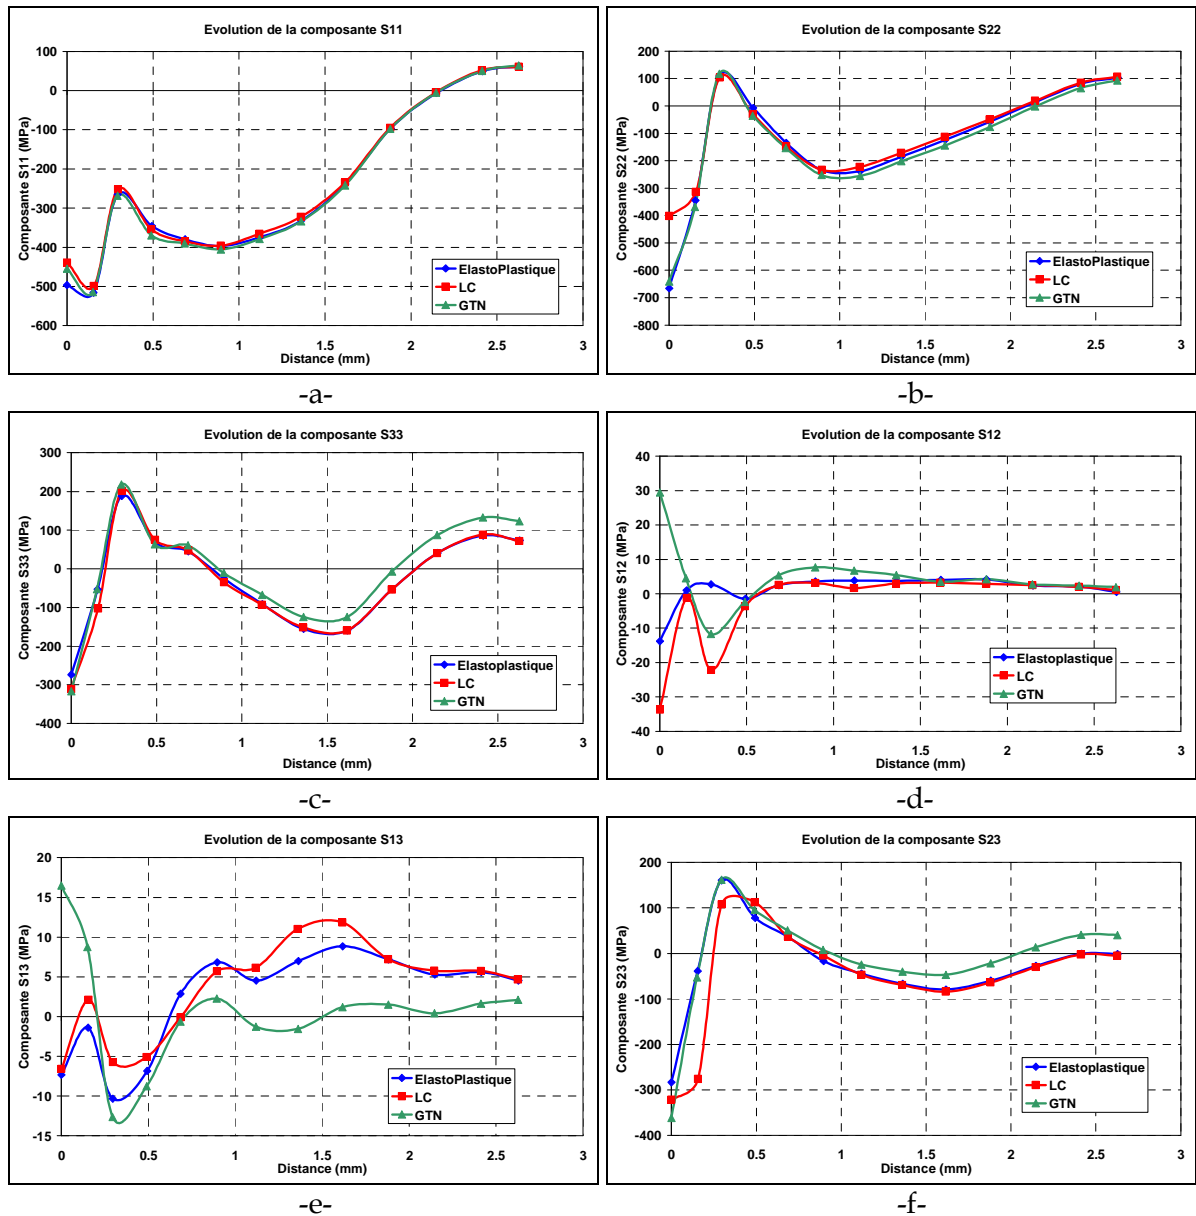 Evolution de la composante S11
Composante S11 (MPa)
100
0
-100
-200
-300
-400
-500
-600
0 0.5 1 1.5 2 2.5 3
Distance (mm)
ElastoPlastique
LC
GTN
-a-
Evolution de la composante S22
Composante S22 (MPa)
200
100
0
-100
-200
-300
-400
-500
-600
-700
-800
0 0.5 1 1.5 2 2.5 3
Distance (mm)
ElastoPlastique
LC
GTN
-b-
Evolution de la composante S33
Composante S33 (MPa)
300
200
100
0
-100
-200
-300
-400
0 0.5 1 1.5 2 2.5 3
Distance (mm)
Elastoplastique
LC
GTN
-c-
Evolution de la composante S12
Composante S12 (MPa)
40
30
20
10
0
-10
-20
-30
-40
0 0.5 1 1.5 2 2.5 3
Distance (mm)
Elastoplastique
LC
GTN
-d-
Evolution de la composante S13
Composante S13 (MPa)
20
15
10
5
0
-5
-10
-15
0 0.5 1 1.5 2 2.5 3
Distance (mm)
ElastoPlastique
LC
GTN
-e-
Evolution de la composante S23
Composante S23 (MPa)
200
100
0
-100
-200
-300
-400
0 0.5 1 1.5 2 2.5 3
Distance (mm)
ElastoPlastique
LC
GTN
-f-